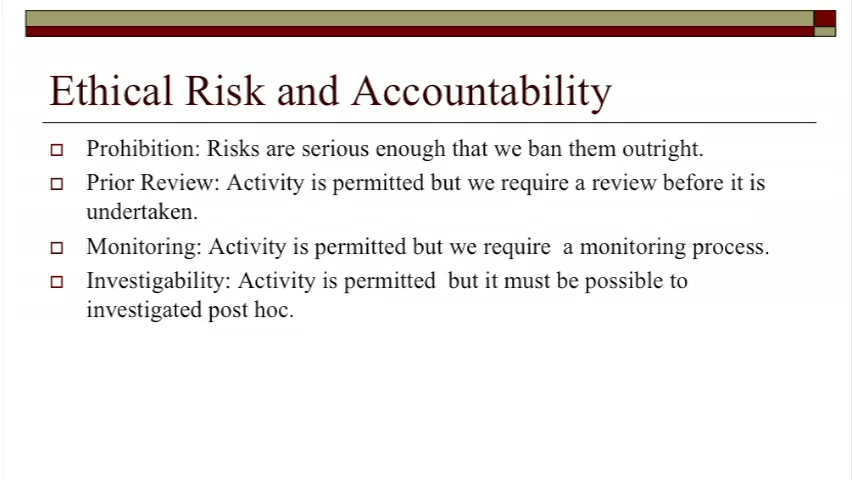 Ethical Risk and Accountability
Prohibition: Risks are serious enough that we ban them outright.
Prior Review: Activity is permitted but we require a review before it is
undertaken.
Monitoring: Activity is permitted but we require  a monitoring process.
Investigability: Activity is permitted  but it must be possible to
investigated post hoc.